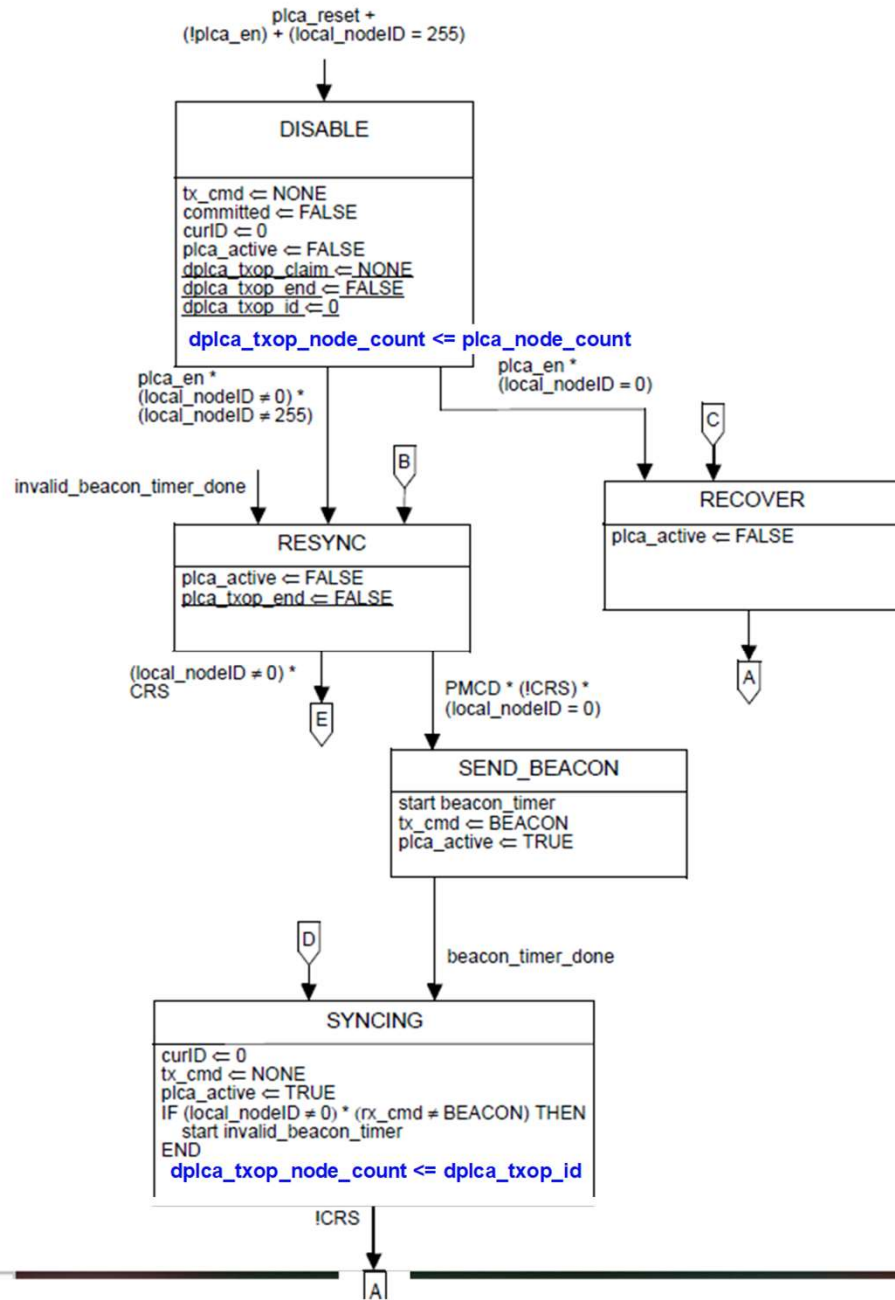 plca_reset +
(!plca_en) + (local_nodeID = 255)
DISABLE
tx_cmd ⇐ NONE
committed ⇐ FALSE
curID ⇐ 0
plca_active ⇐ FALSE
dplca_txop_claim ⇐ NONE
dplca_txop_end ⇐ FALSE
dplca_txop_id ⇐ 0
dplca_txop_node_count <= plca_node_count
plca_en *
(local_nodeID ≠ 0) *
(local_nodeID ≠ 255)
plca_en *
(local_nodeID = 0)
C
B
invalid_beacon_timer_done
RECOVER
plca_active ⇐ FALSE
RESYNC
plca_active ⇐ FALSE
plca_txop_end ⇐ FALSE
(local_nodeID ≠ 0) *
CRS
E
PMCD * (!CRS) *
(local_nodeID = 0)
A
SEND_BEACON
start beacon_timer
tx_cmd ⇐ BEACON
plca_active ⇐ TRUE
D
beacon_timer_done
SYNCING
curID ⇐ 0
tx_cmd ⇐ NONE
plca_active ⇐ TRUE
IF (local_nodeID ≠ 0) * (rx_cmd ≠ BEACON) THEN
start invalid_beacon_timer
END
dplca_txop_node_count <= dplca_txop_id
!CRS
A